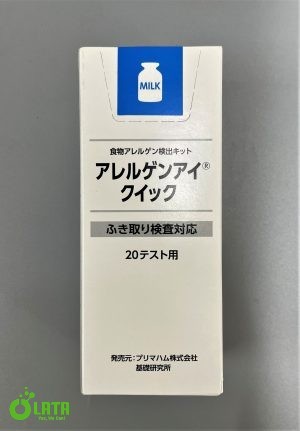 MILK
食物アレルゲン検出キット
アレルゲンアイ®
クイック
ふき取り検査対応
20テスト用
発売元：プリマハム株式会社
基礎研究所
LATA